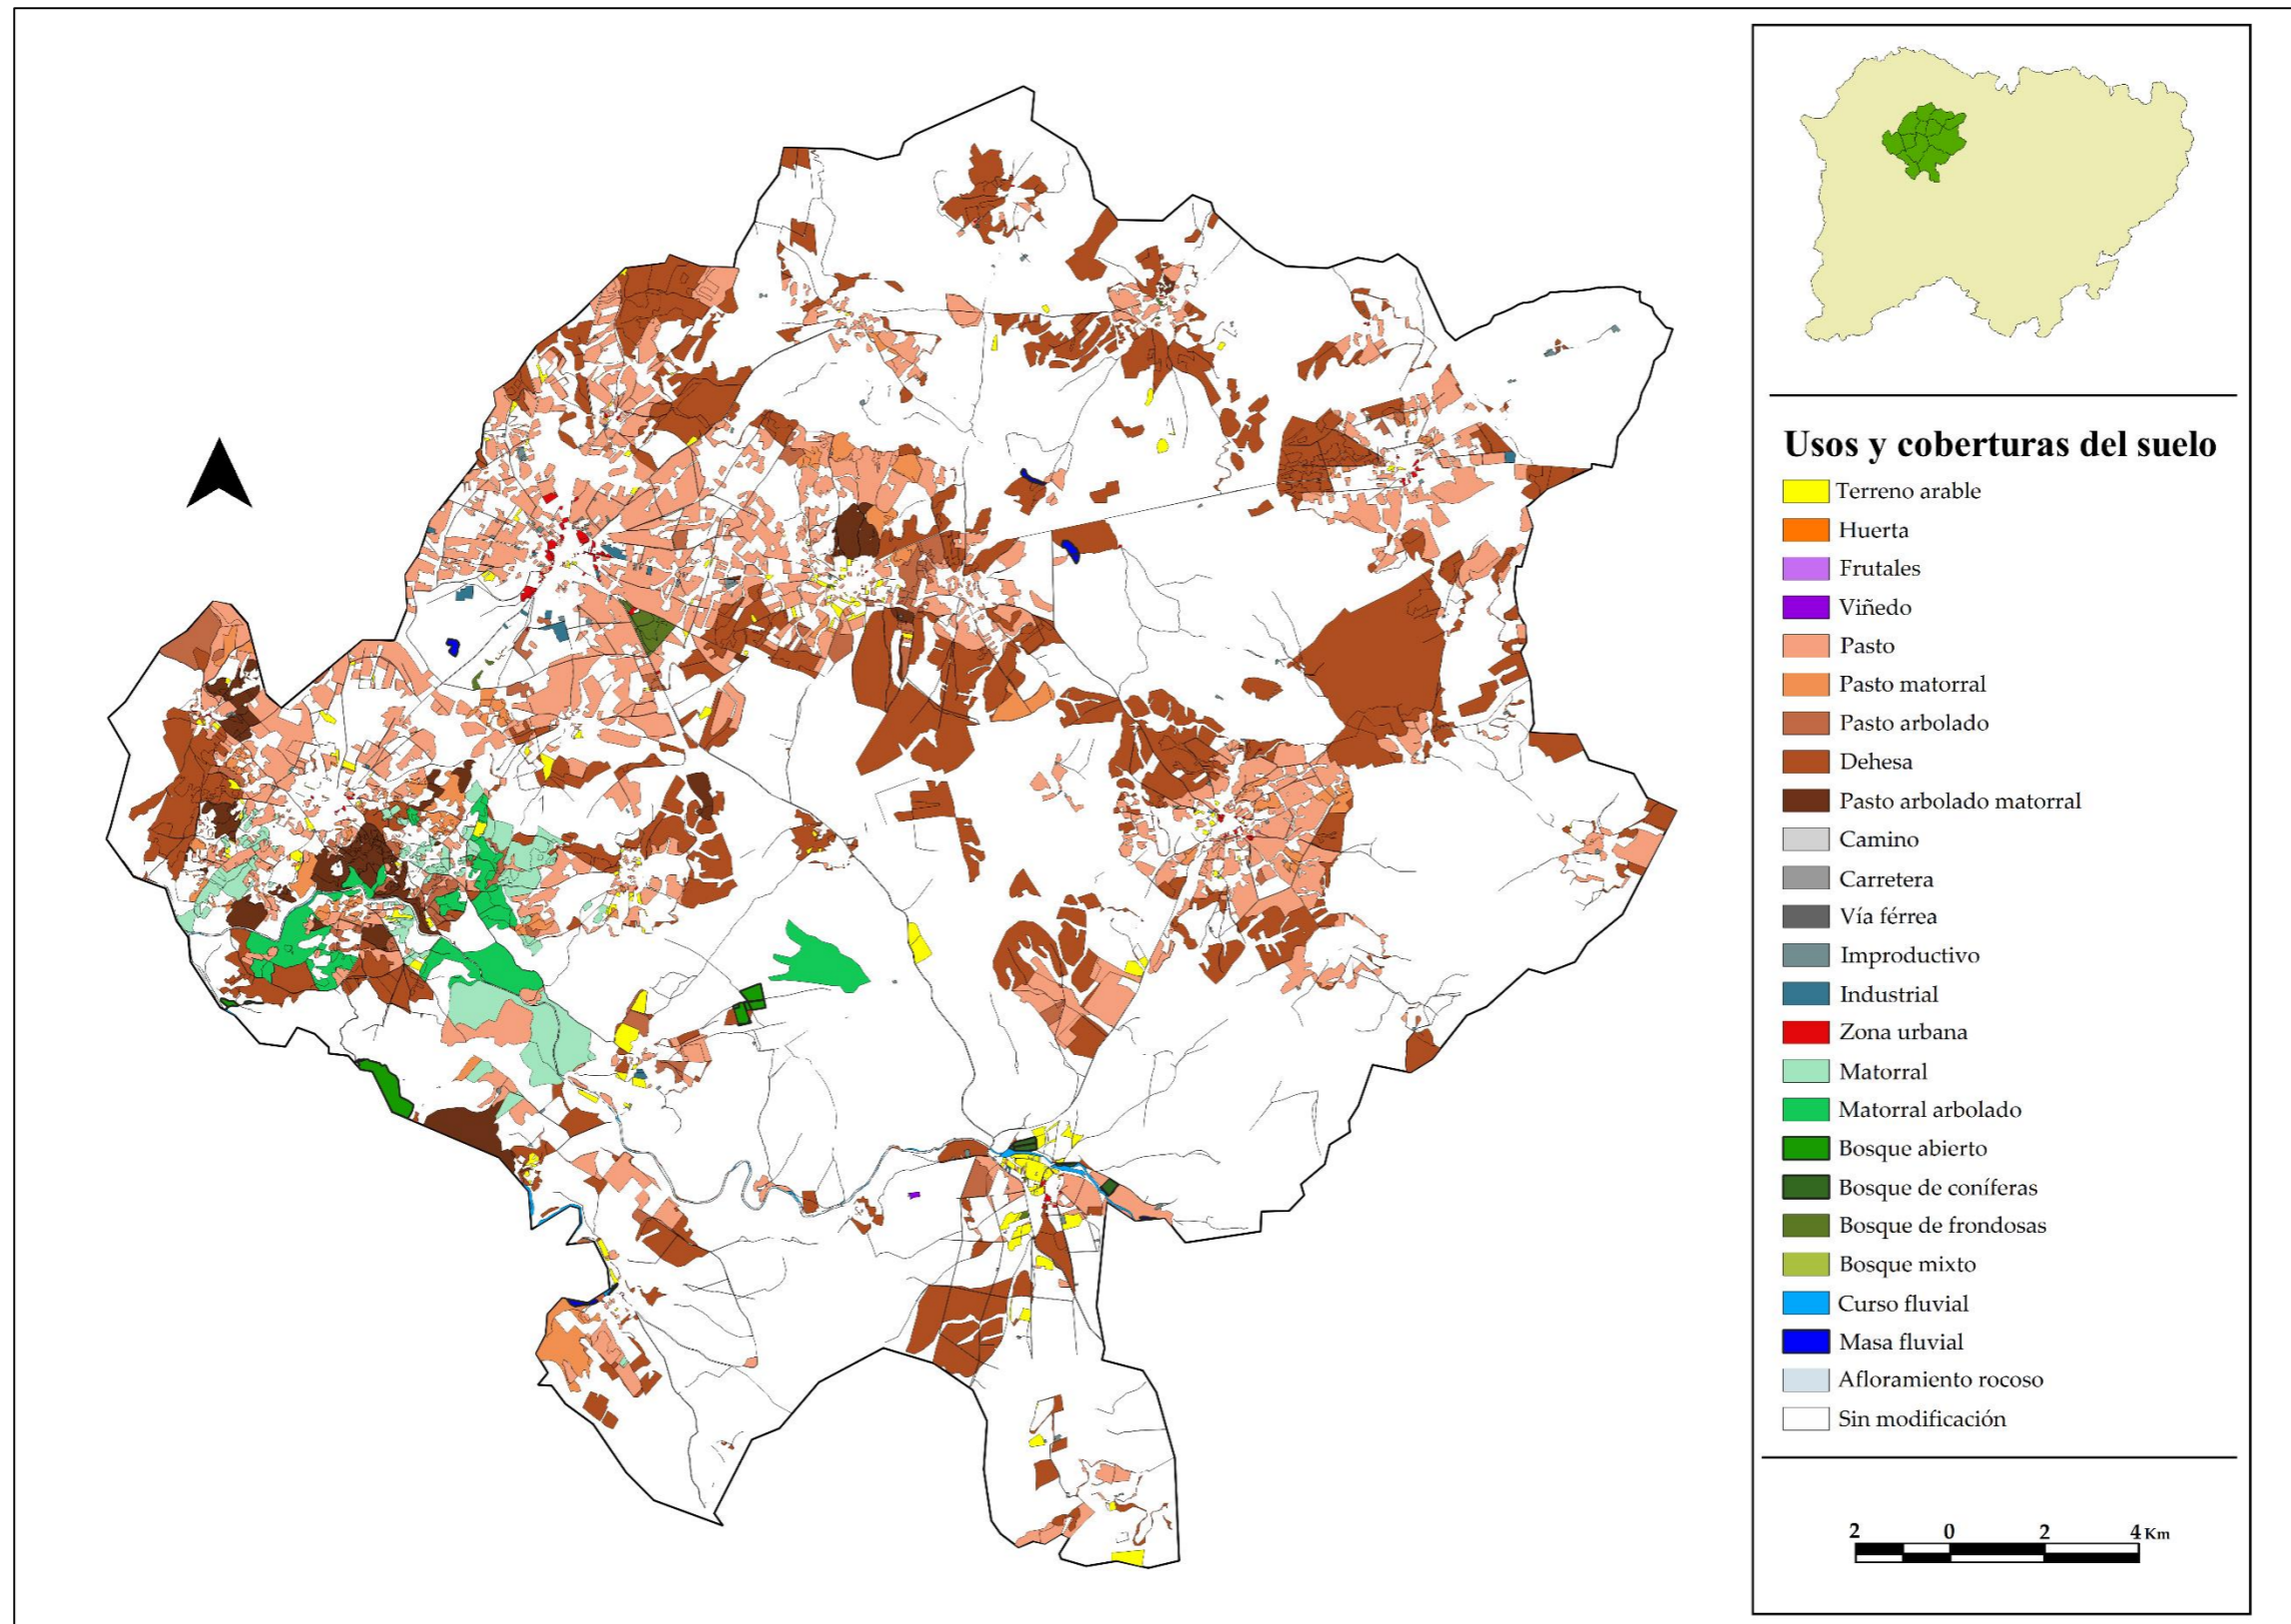 Usos y coberturas del suelo
Terreno arable
Huerta
Frutales
Viñedo
Pasto
Pasto matorral
Pasto arbolado
Dehesa
Pasto arbolado matorral
Camino
Carretera
Vía férrea
Improductivo
Industrial
Zona urbana
Matorral
Matorral arbolado
Bosque abierto
Bosque de coníferas
Bosque de frondosas
Bosque mixto
Curso fluvial
Masa fluvial
Afloramiento rocoso
Sin modificación
2 0 2 4 Km